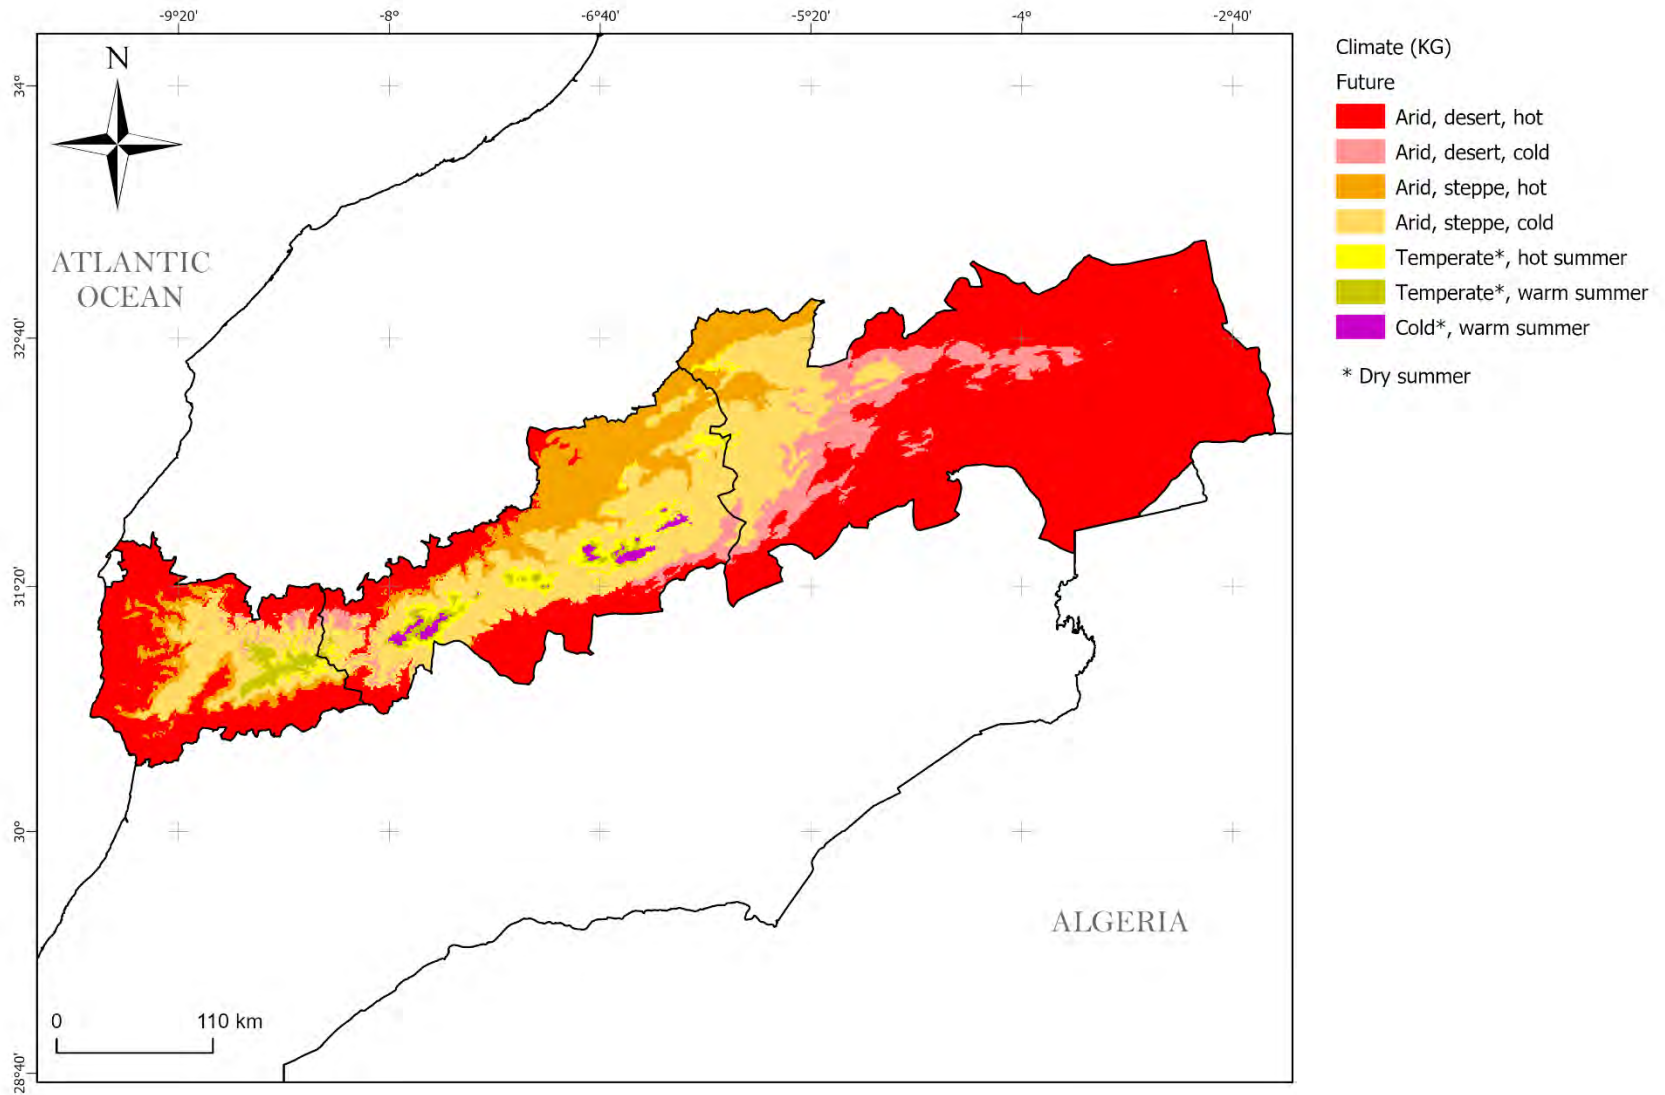 -9°20'
-8°
-6°40'
-5°20'
-4°
-2°40'
N
34°
32°40'
31°20'
30°
28°40'
ATLANTIC
OCEAN
ALGERIA
0
110 km
Climate (KG)
Future
Arid, desert, hot
Arid, desert, cold
Arid, steppe, hot
Arid, steppe, cold
Temperate*, hot summer
Temperate*, warm summer
Cold*, warm summer
* Dry summer